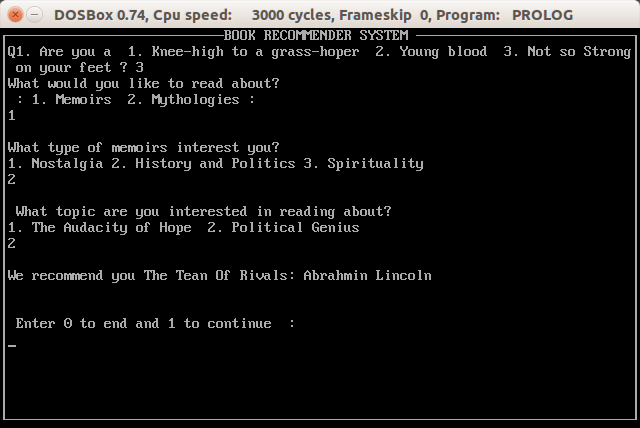 DOSBox 0.74, Cpu speed: 3000 cycles, Frameskip 0, Program: PROLOG
BOOK RECOMMENDER SYSTEM
Q1. Are you a 1. Knee-high to a grass-hoper 2. Young blood 3. Not so Strong
on your feet ? 3
What would you like to read about?
: 1. Memoirs 2. Mythologies :
1
What type of memoirs interest you?
1. Nostalgia 2. History and Politics 3. Spirituality
2
What topic are you interested in reading about?
1. The Audacity of Hope 2. Political Genius
2
We recommend you The Tean Of Rivals: Abrahmin Lincoln
Enter 0 to end and 1 to continue :